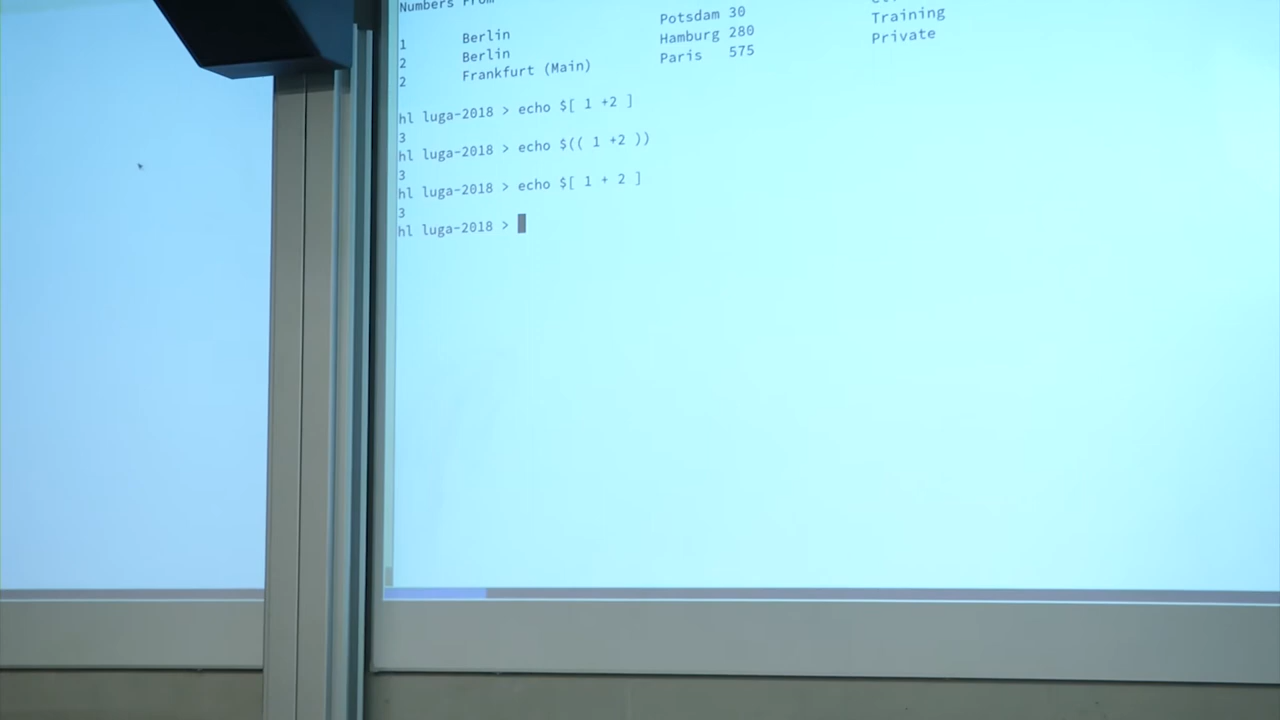 Numbers From
1 Berlin Potsdam 30 Training
2 Berlin Hamburg 280 Private
2 Frankfurt (Main) Paris 575
hl luga-2018 > echo $[ 1 +2 ]
3
hl luga-2018 > echo $(( 1 +2 ))
3
hl luga-2018 > echo $[ 1 + 2 ]
3
hl luga-2018 >